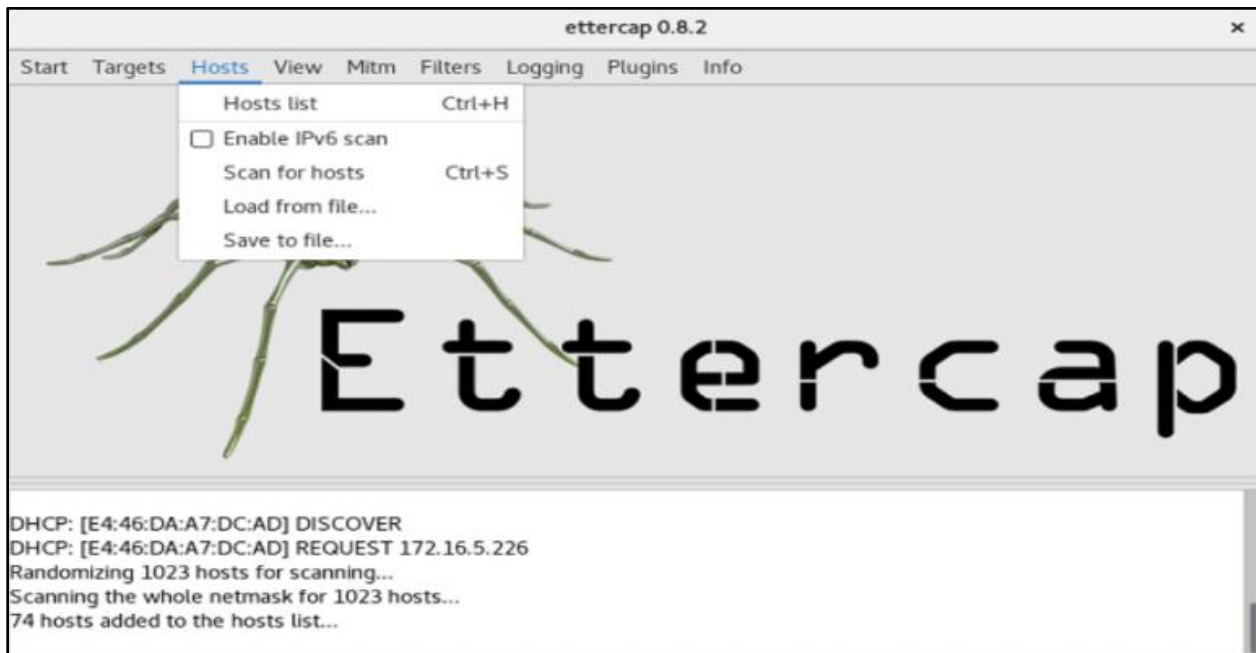 ettercap 0.8.2 ×
Start Targets Hosts View Mitm Filters Logging Plugins Info
Hosts list Ctrl+H
Enable IPv6 scan
Scan for hosts Ctrl+S
Load from file...
Save to file...
Ettercap
DHCP: [E4:46:DA:A7:DC:AD] DISCOVER
DHCP: [E4:46:DA:A7:DC:AD] REQUEST 172.16.5.226
Randomizing 1023 hosts for scanning...
Scanning the whole netmask for 1023 hosts...
74 hosts added to the hosts list...